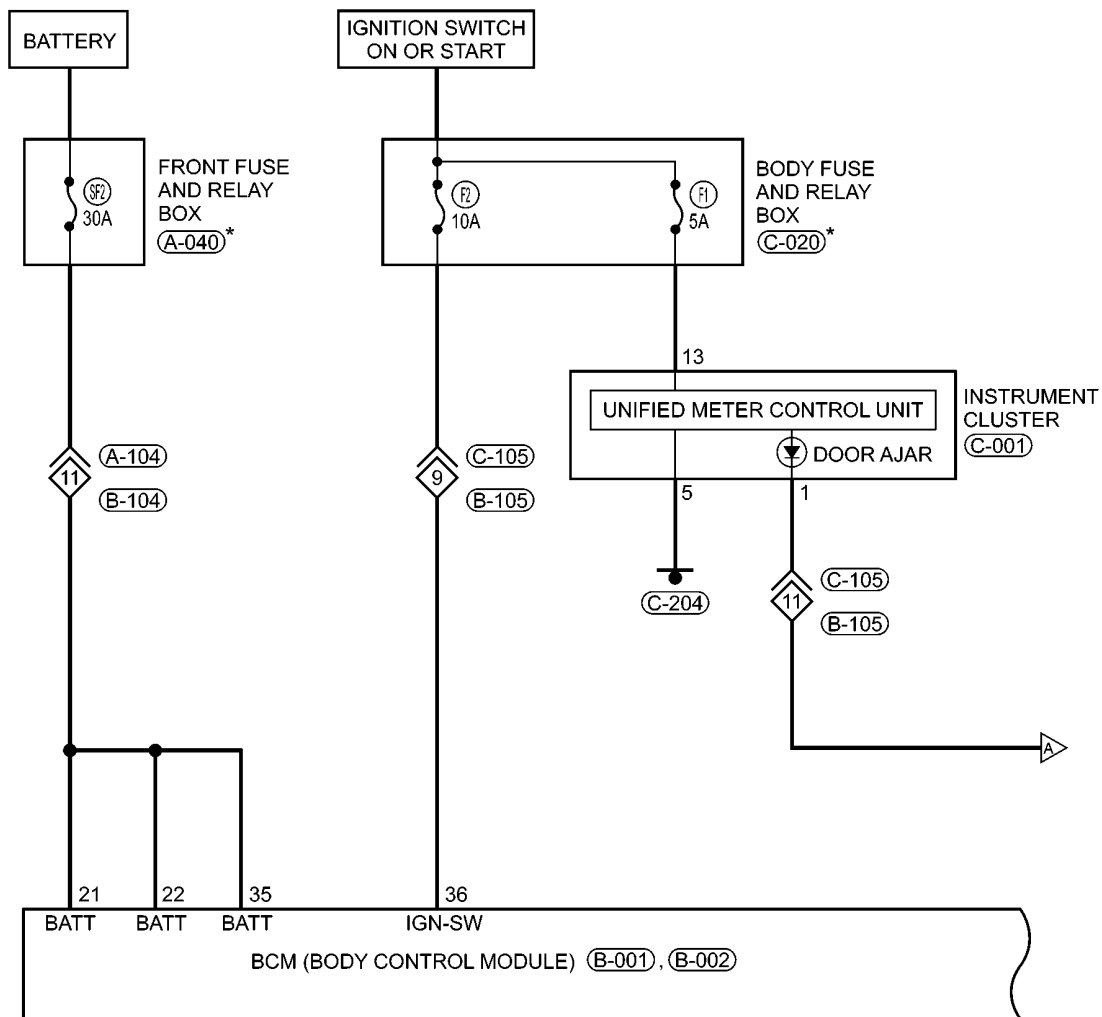 BATTERY
IGNITION SWITCH
ON OR START
SF2
30A
FRONT FUSE
AND RELAY
BOX
A-040*
F2
10A
F1
5A
BODY FUSE
AND RELAY
BOX
C-020*
13
UNIFIED METER CONTROL UNIT
DOOR AJAR
INSTRUMENT
CLUSTER
C-001
11
A-104
B-104
9
C-105
B-105
5
1
C-204
11
C-105
B-105
A
21
22
35
36
BATT
BATT
BATT
IGN-SW
BCM (BODY CONTROL MODULE) B-001, B-002